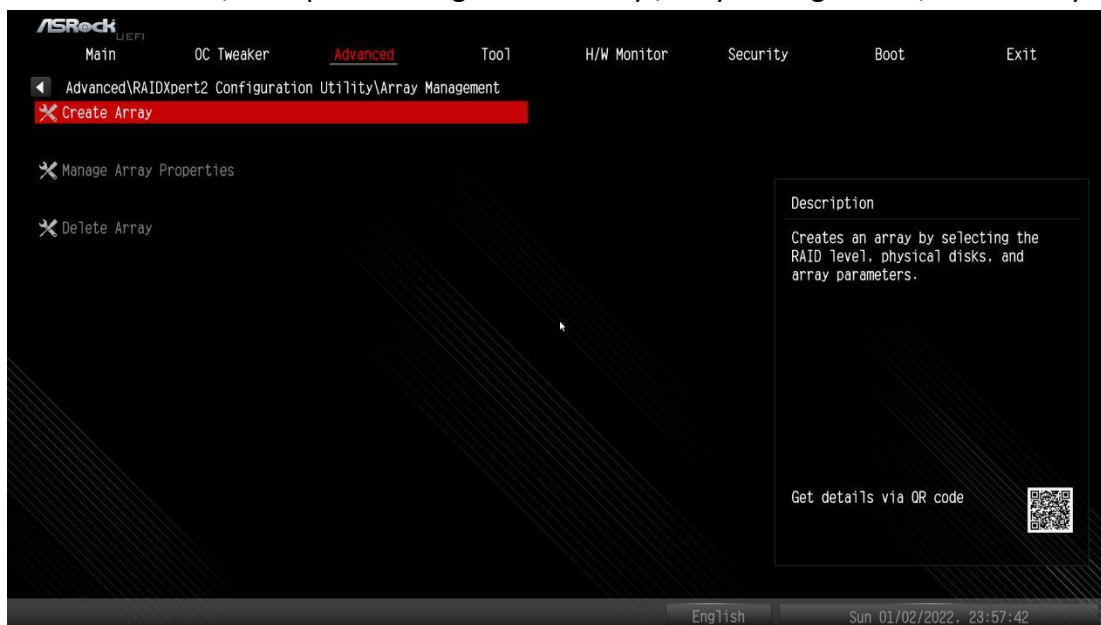 ASRock
UEFI
Main OC Tweaker Advanced Tool H/W Monitor Security Boot Exit
Advanced\RAIDXpert2 Configuration Utility\Array Management
Create Array
Manage Array Properties
Delete Array
Description
Creates an array by selecting the
RAID level, physical disks, and
array parameters.
Get details via QR code
English Sun 01/02/2022, 23:57:42